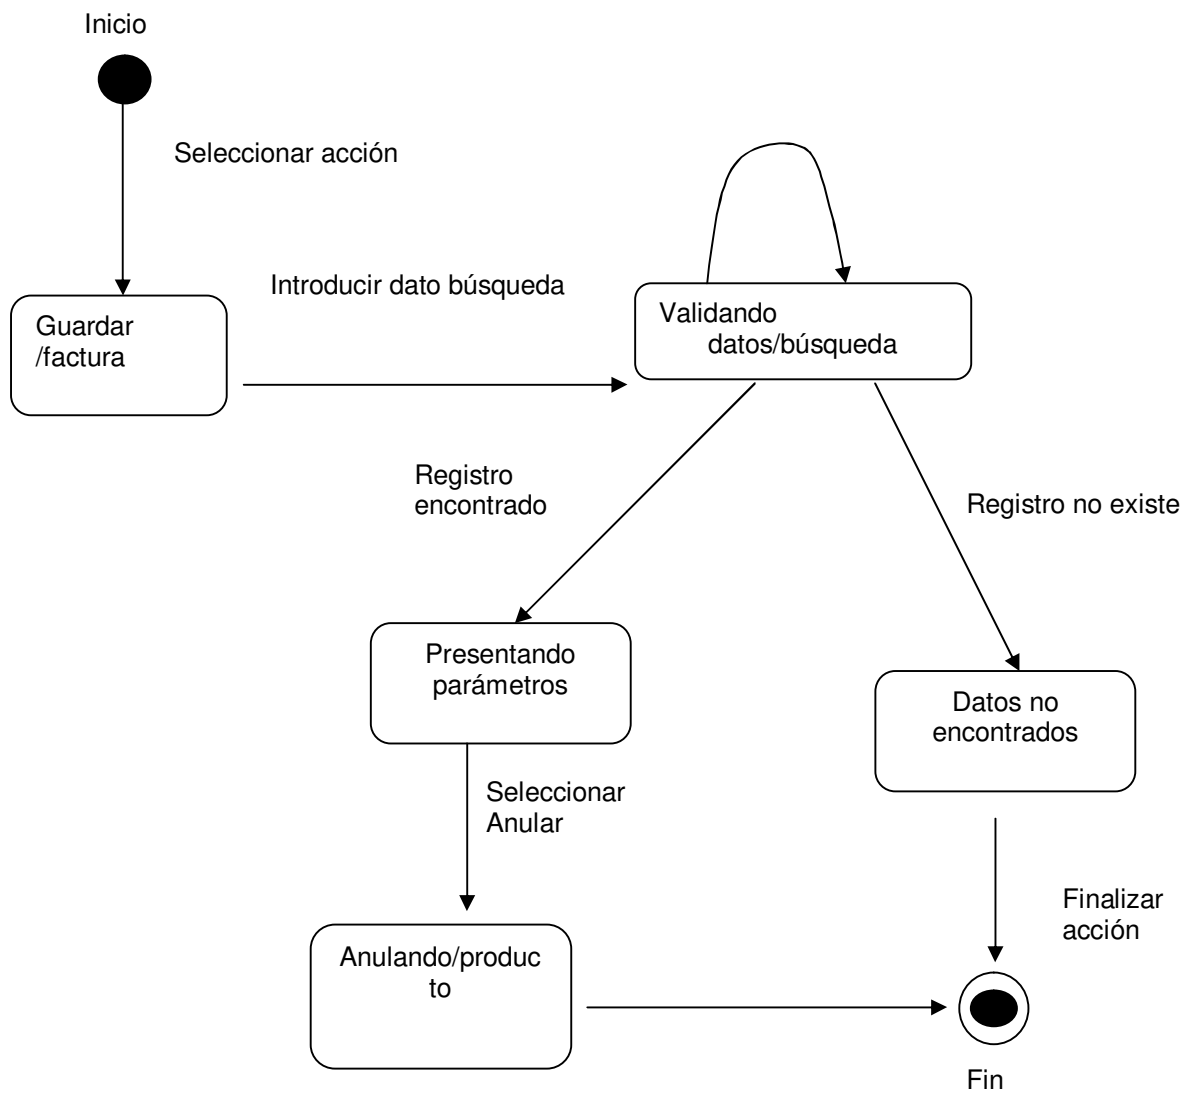 Inicio
Seleccionar acción
Introducir dato búsqueda
Guardar
/factura
Validando
datos/búsqueda
Registro
encontrado
Registro no existe
Presentando
parámetros
Datos no
encontrados
Seleccionar
Anular
Finalizar
acción
Anulando/produc
to
Fin